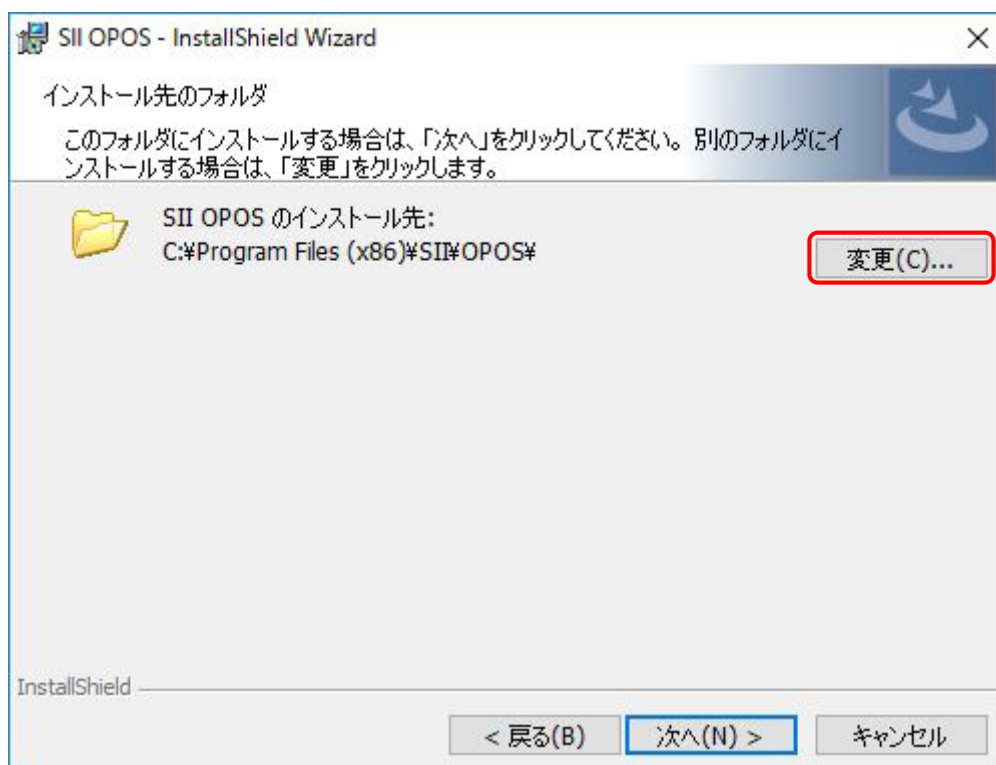 SII OPOS - InstallShield Wizard
インストール先のフォルダ
このフォルダにインストールする場合は、「次へ」をクリックしてください。別のフォルダにイ
ンストールする場合は、「変更」をクリックします。
SII OPOS のインストール先:
C:¥Program Files (x86)¥SII¥OPOS¥
変更(C)...
InstallShield
< 戻る(B)
次へ(N) >
キャンセル